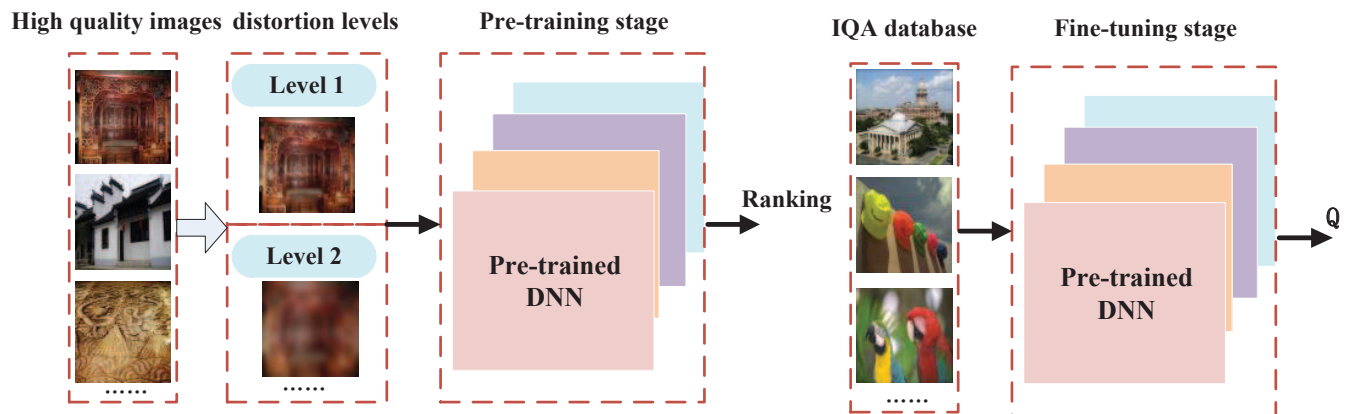 High quality images
distortion levels
Pre-training stage
IQA database
Fine-tuning stage
Level 1
Level 2
Pre-trained
DNN
Ranking
Pre-trained
DNN
Q
......
......
......